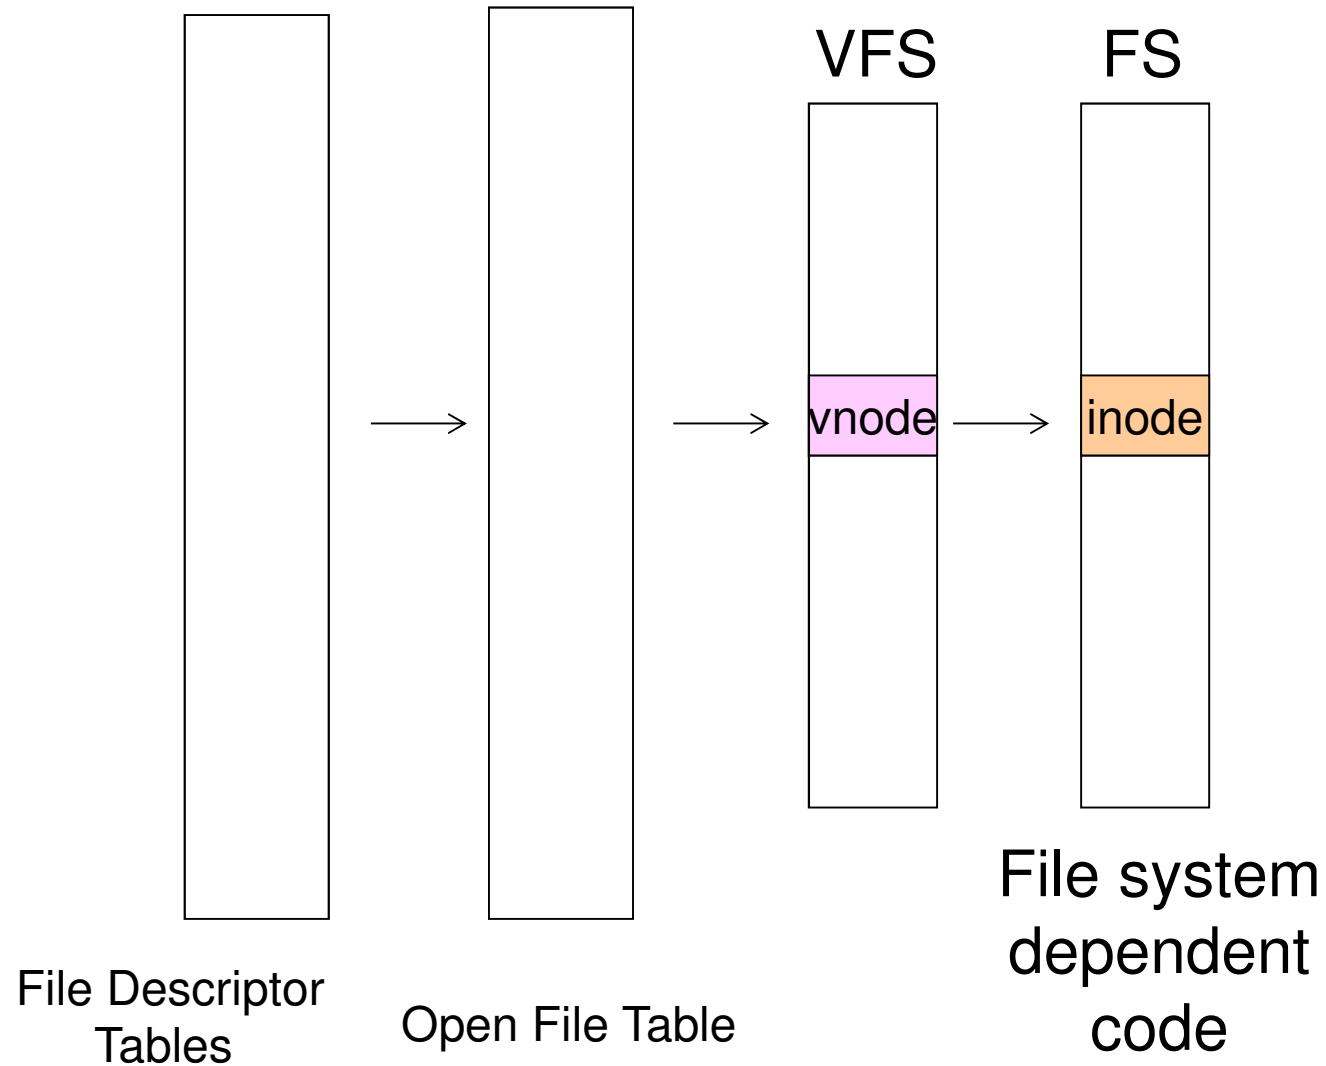 VFS
FS
vnode
inode
File Descriptor
Tables
Open File Table
File system
dependent
code